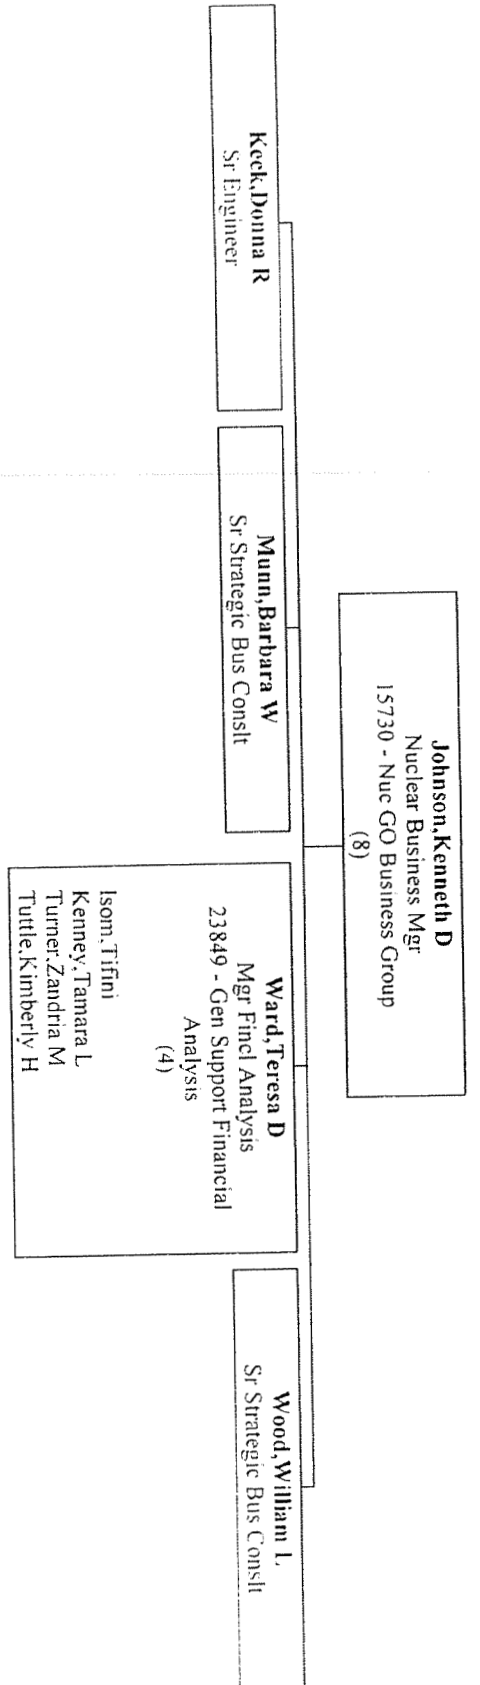 Johnson,Kenneth D
Nuclear Business Mgr
15730 - Nuc GO Business Group
(8)
Keck,Donna R
Sr Engineer
Munn,Barbara W
Sr Strategic Bus Conslt
Ward,Teresa D
Mgr Fincl Analysis
23849 - Gen Support Financial
Analysis
(4)
Isom,Tifini
Kenney,Tamara L
Turner,Zandria M
Tuttle,Kimberly H
Wood,William L
Sr Strategic Bus Conslt